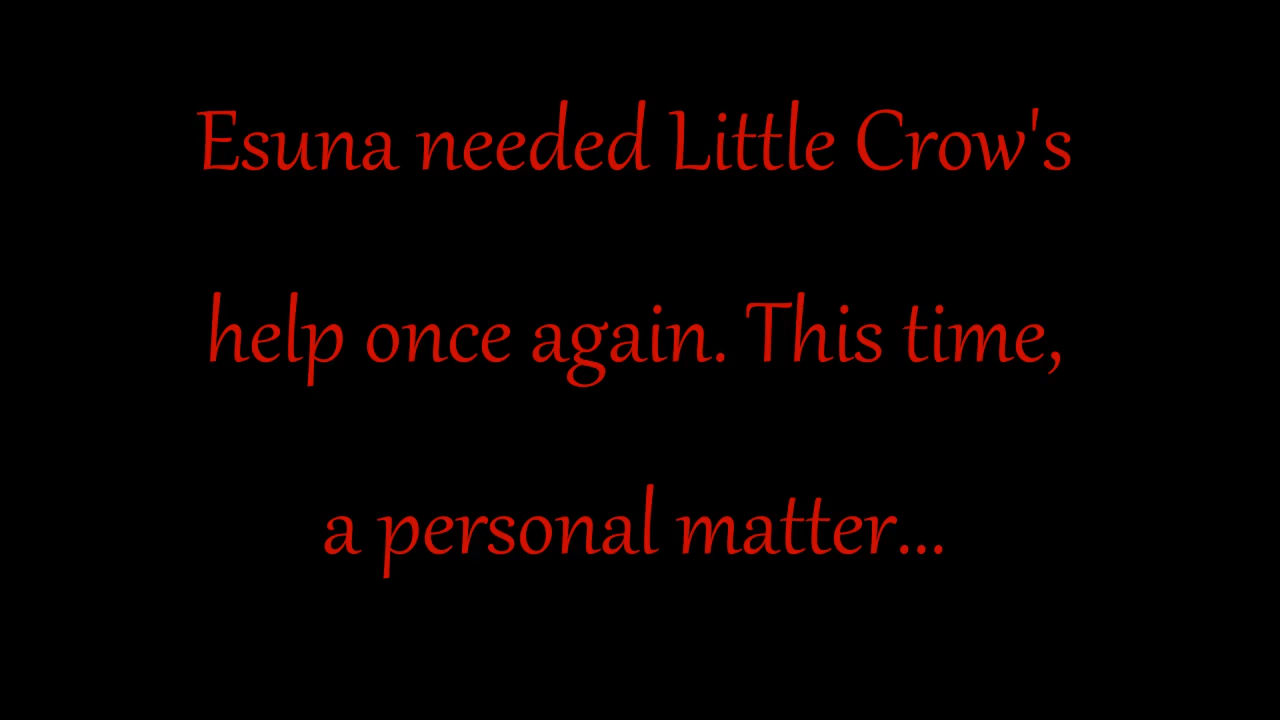 Esuna needed Little Crow's
help once again. This time,
a personal matter...